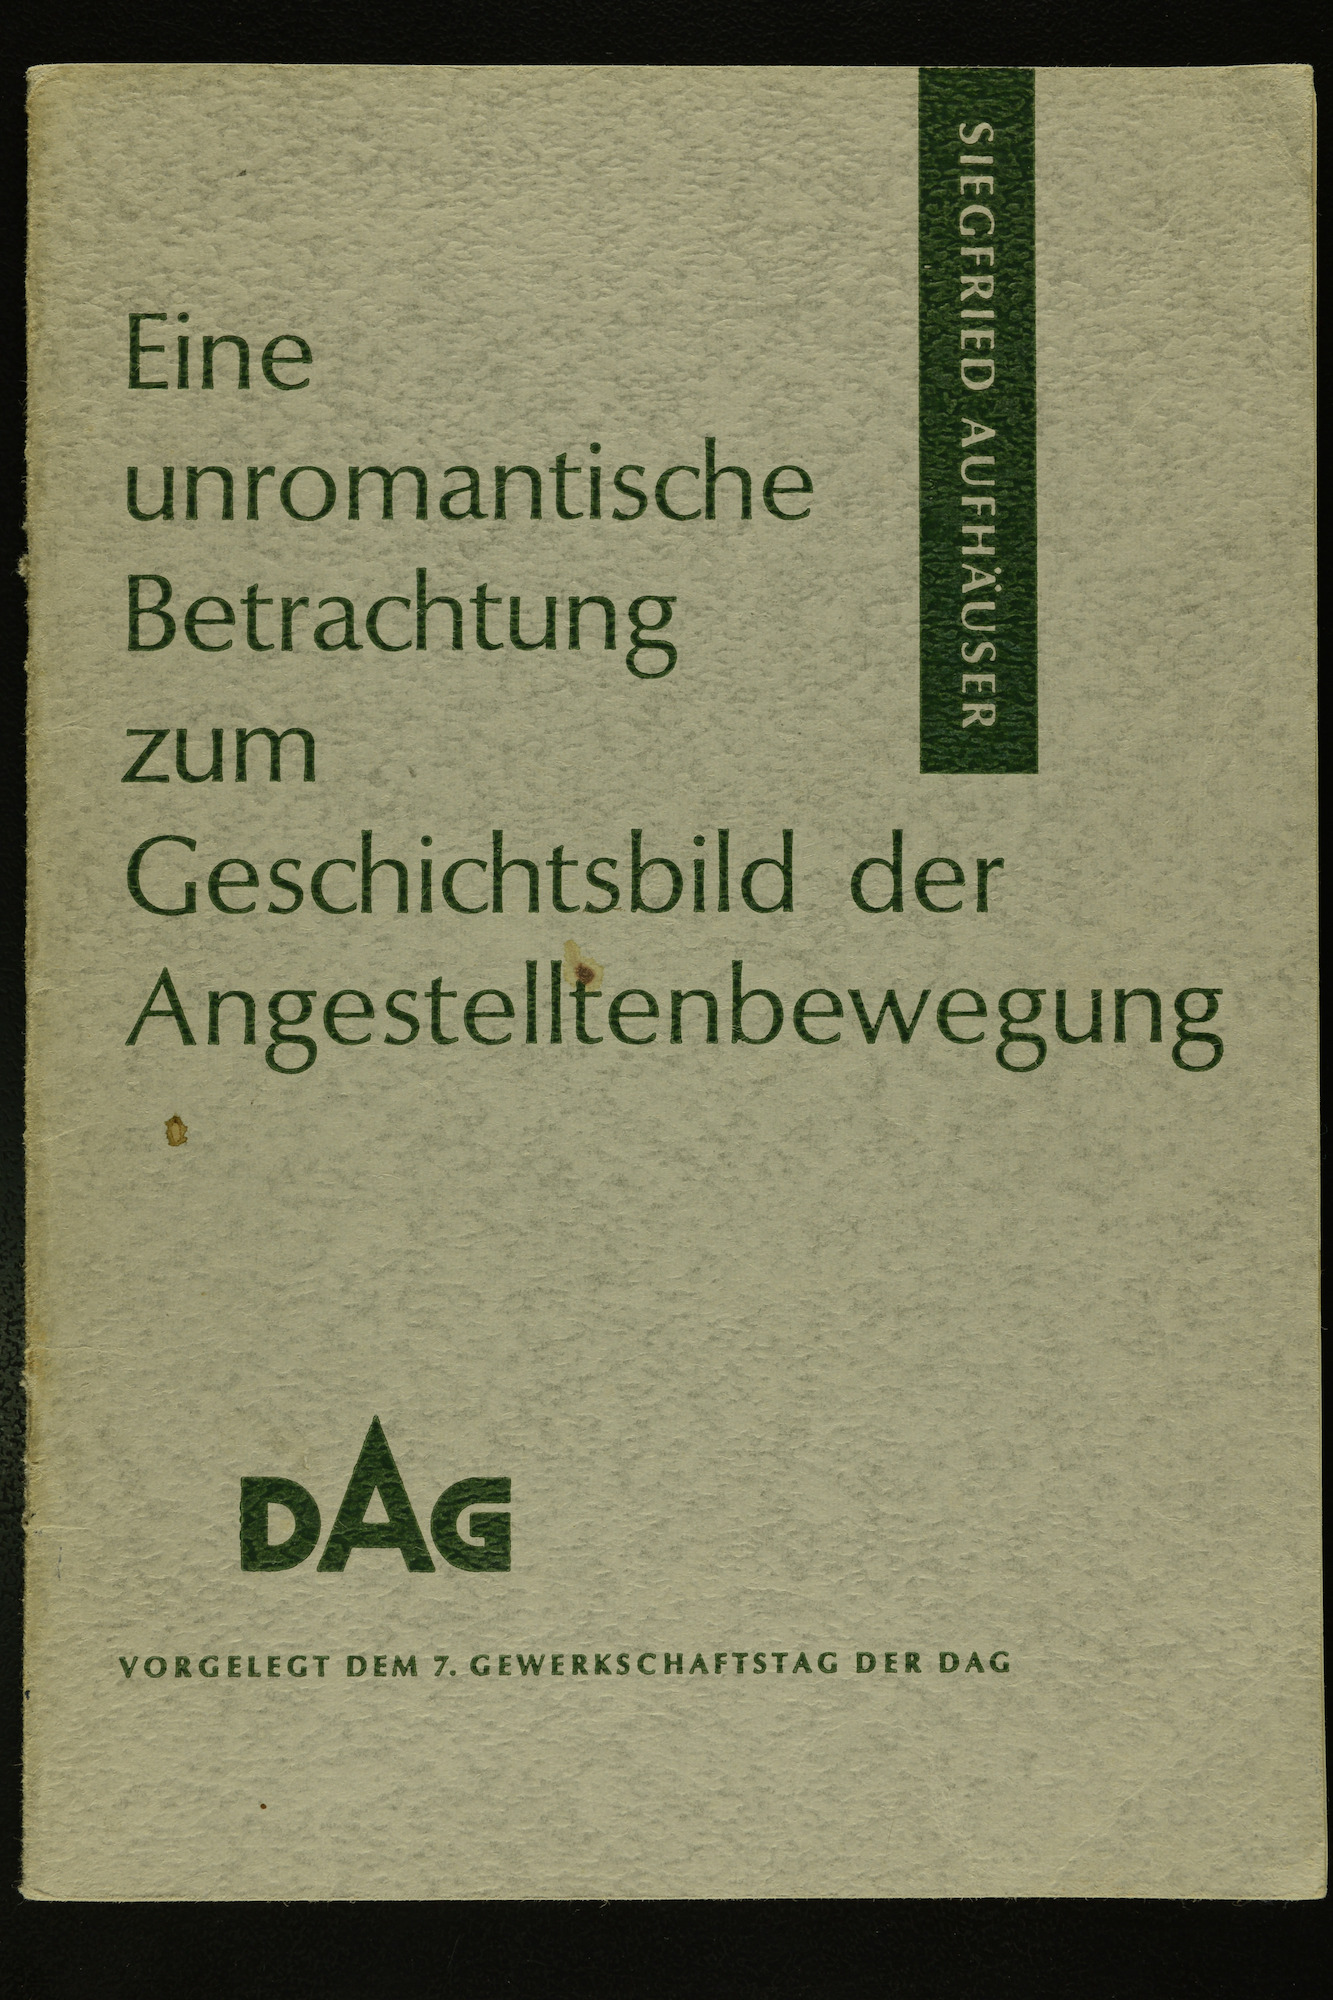 SIEGFRIED AUFHÄUSER
Eine
unromantische
Betrachtung
zum
Geschichtsbild der
Angestelltenbewegung
DAG
VORGELEGT DEM 7. GEWERKSCHAFTSTAG DER DAG